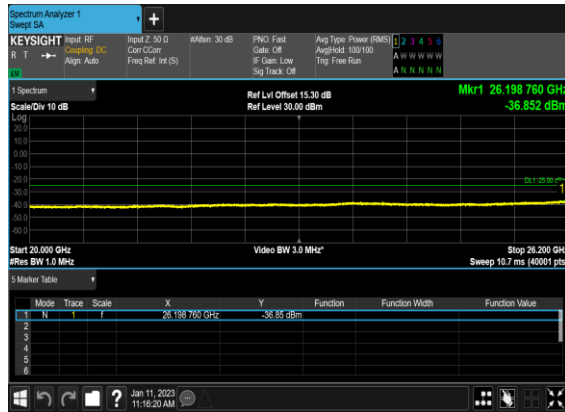 Spectrum Analyzer 1
Swept SA
KEYSIGHT Input: RF Input Z: 50 Ω #Atten: 30 dB PNO: Fast Avg Type: Power (RMS) 1 2 3 4 5 6
R T Coupling: DC Corr CCorr Gate: Off Avg|Hold: 100/100 A W W W W W
Align: Auto Freq Ref: Int (S) IF Gain: Low Trig: Free Run
LXI Sig Track: Off A N N N N N
1 Spectrum Ref Lvl Offset 15.30 dB Mkr1 26.198 760 GHz
Scale/Div 10 dB Ref Level 30.00 dBm -36.852 dBm
Log
20.0
10.0
0.00
-10.0
-20.0
DL1 -25.00 dBm
-30.0 1
-40.0
-50.0
-60.0
Start 20.000 GHz Video BW 3.0 MHz* Stop 26.200 GHz
#Res BW 1.0 MHz Sweep 10.7 ms (40001 pts)
5 Marker Table
Mode Trace Scale X Y Function Function Width Function Value
1 N 1 f 26.198 760 GHz -36.85 dBm
2
3
4
5
6
? Jan 11, 2023
11:16:20 AM